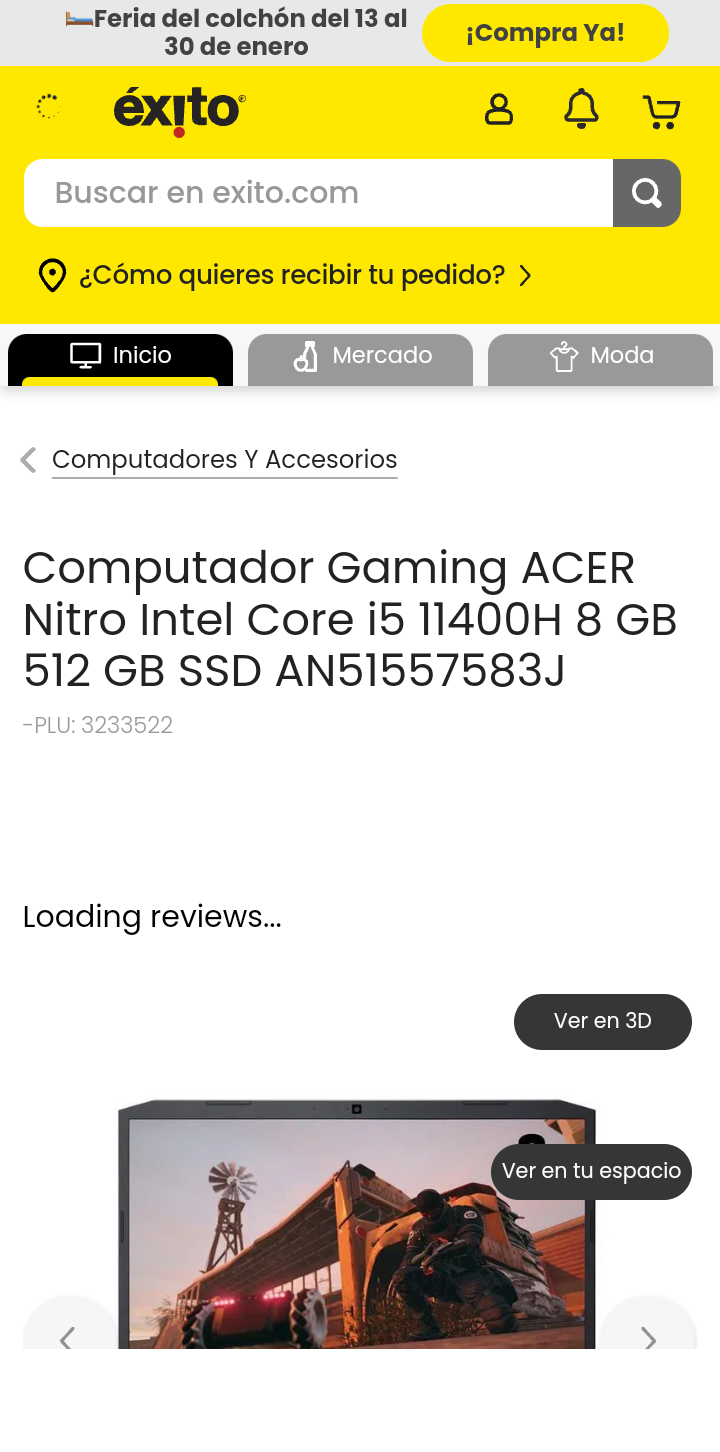 Feria del colchón del 13 al
30 de enero
¡Compra Ya!
éxito
Buscar en exito.com
¿Cómo quieres recibir tu pedido?
Inicio
Mercado
Moda
Computadores Y Accesorios
Computador Gaming ACER
Nitro Intel Core i5 11400H 8 GB
512 GB SSD AN51557583J
-PLU: 3233522
Loading reviews...
Ver en 3D
Ver en tu espacio